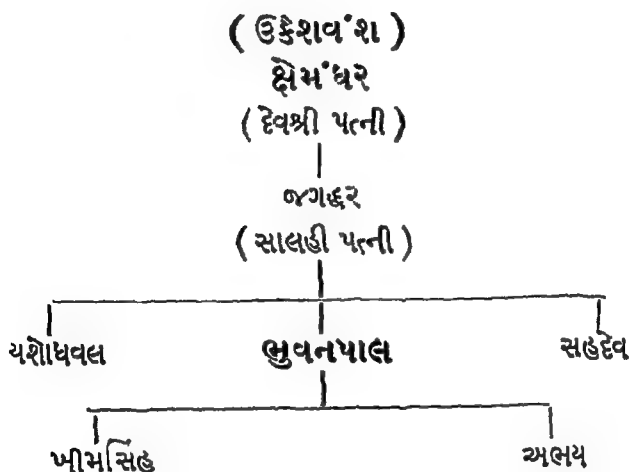 ( ઉકેશવંશ )
ક્ષેમંધર
( દેવશ્રી પત્ની )
જગદ્ધર
( સાલહી પત્ની )
યશોધવલ ભુવનપાલ સહદેવ
ખીમસિંહ અભય